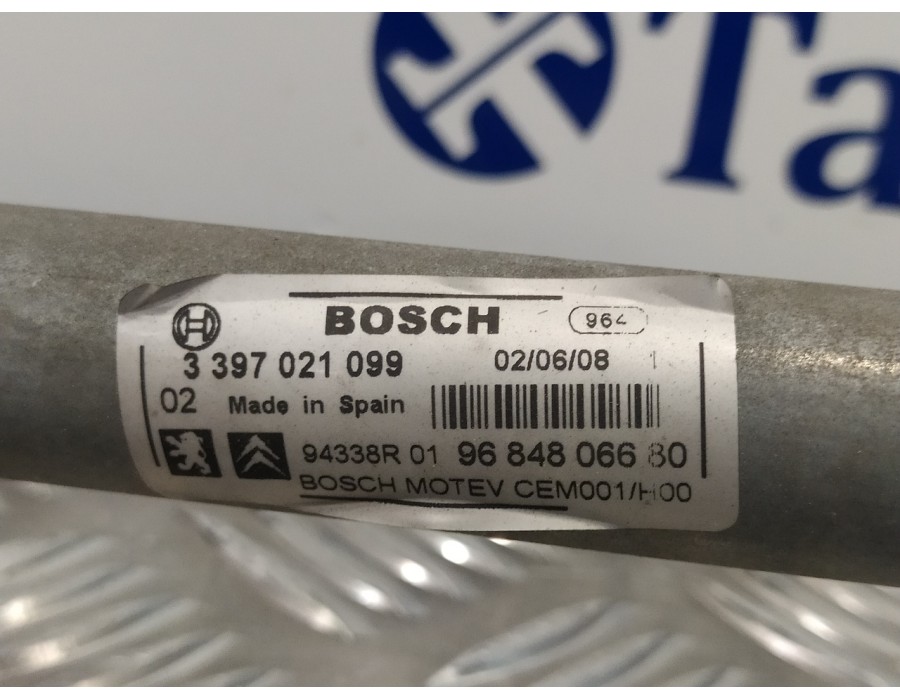 Ta
BOSCH 964
3 397 021 099 02/06/08 1
02 Made in Spain
94338R 01 96 848 066 80
BOSCH MOTEV CEM001/H00